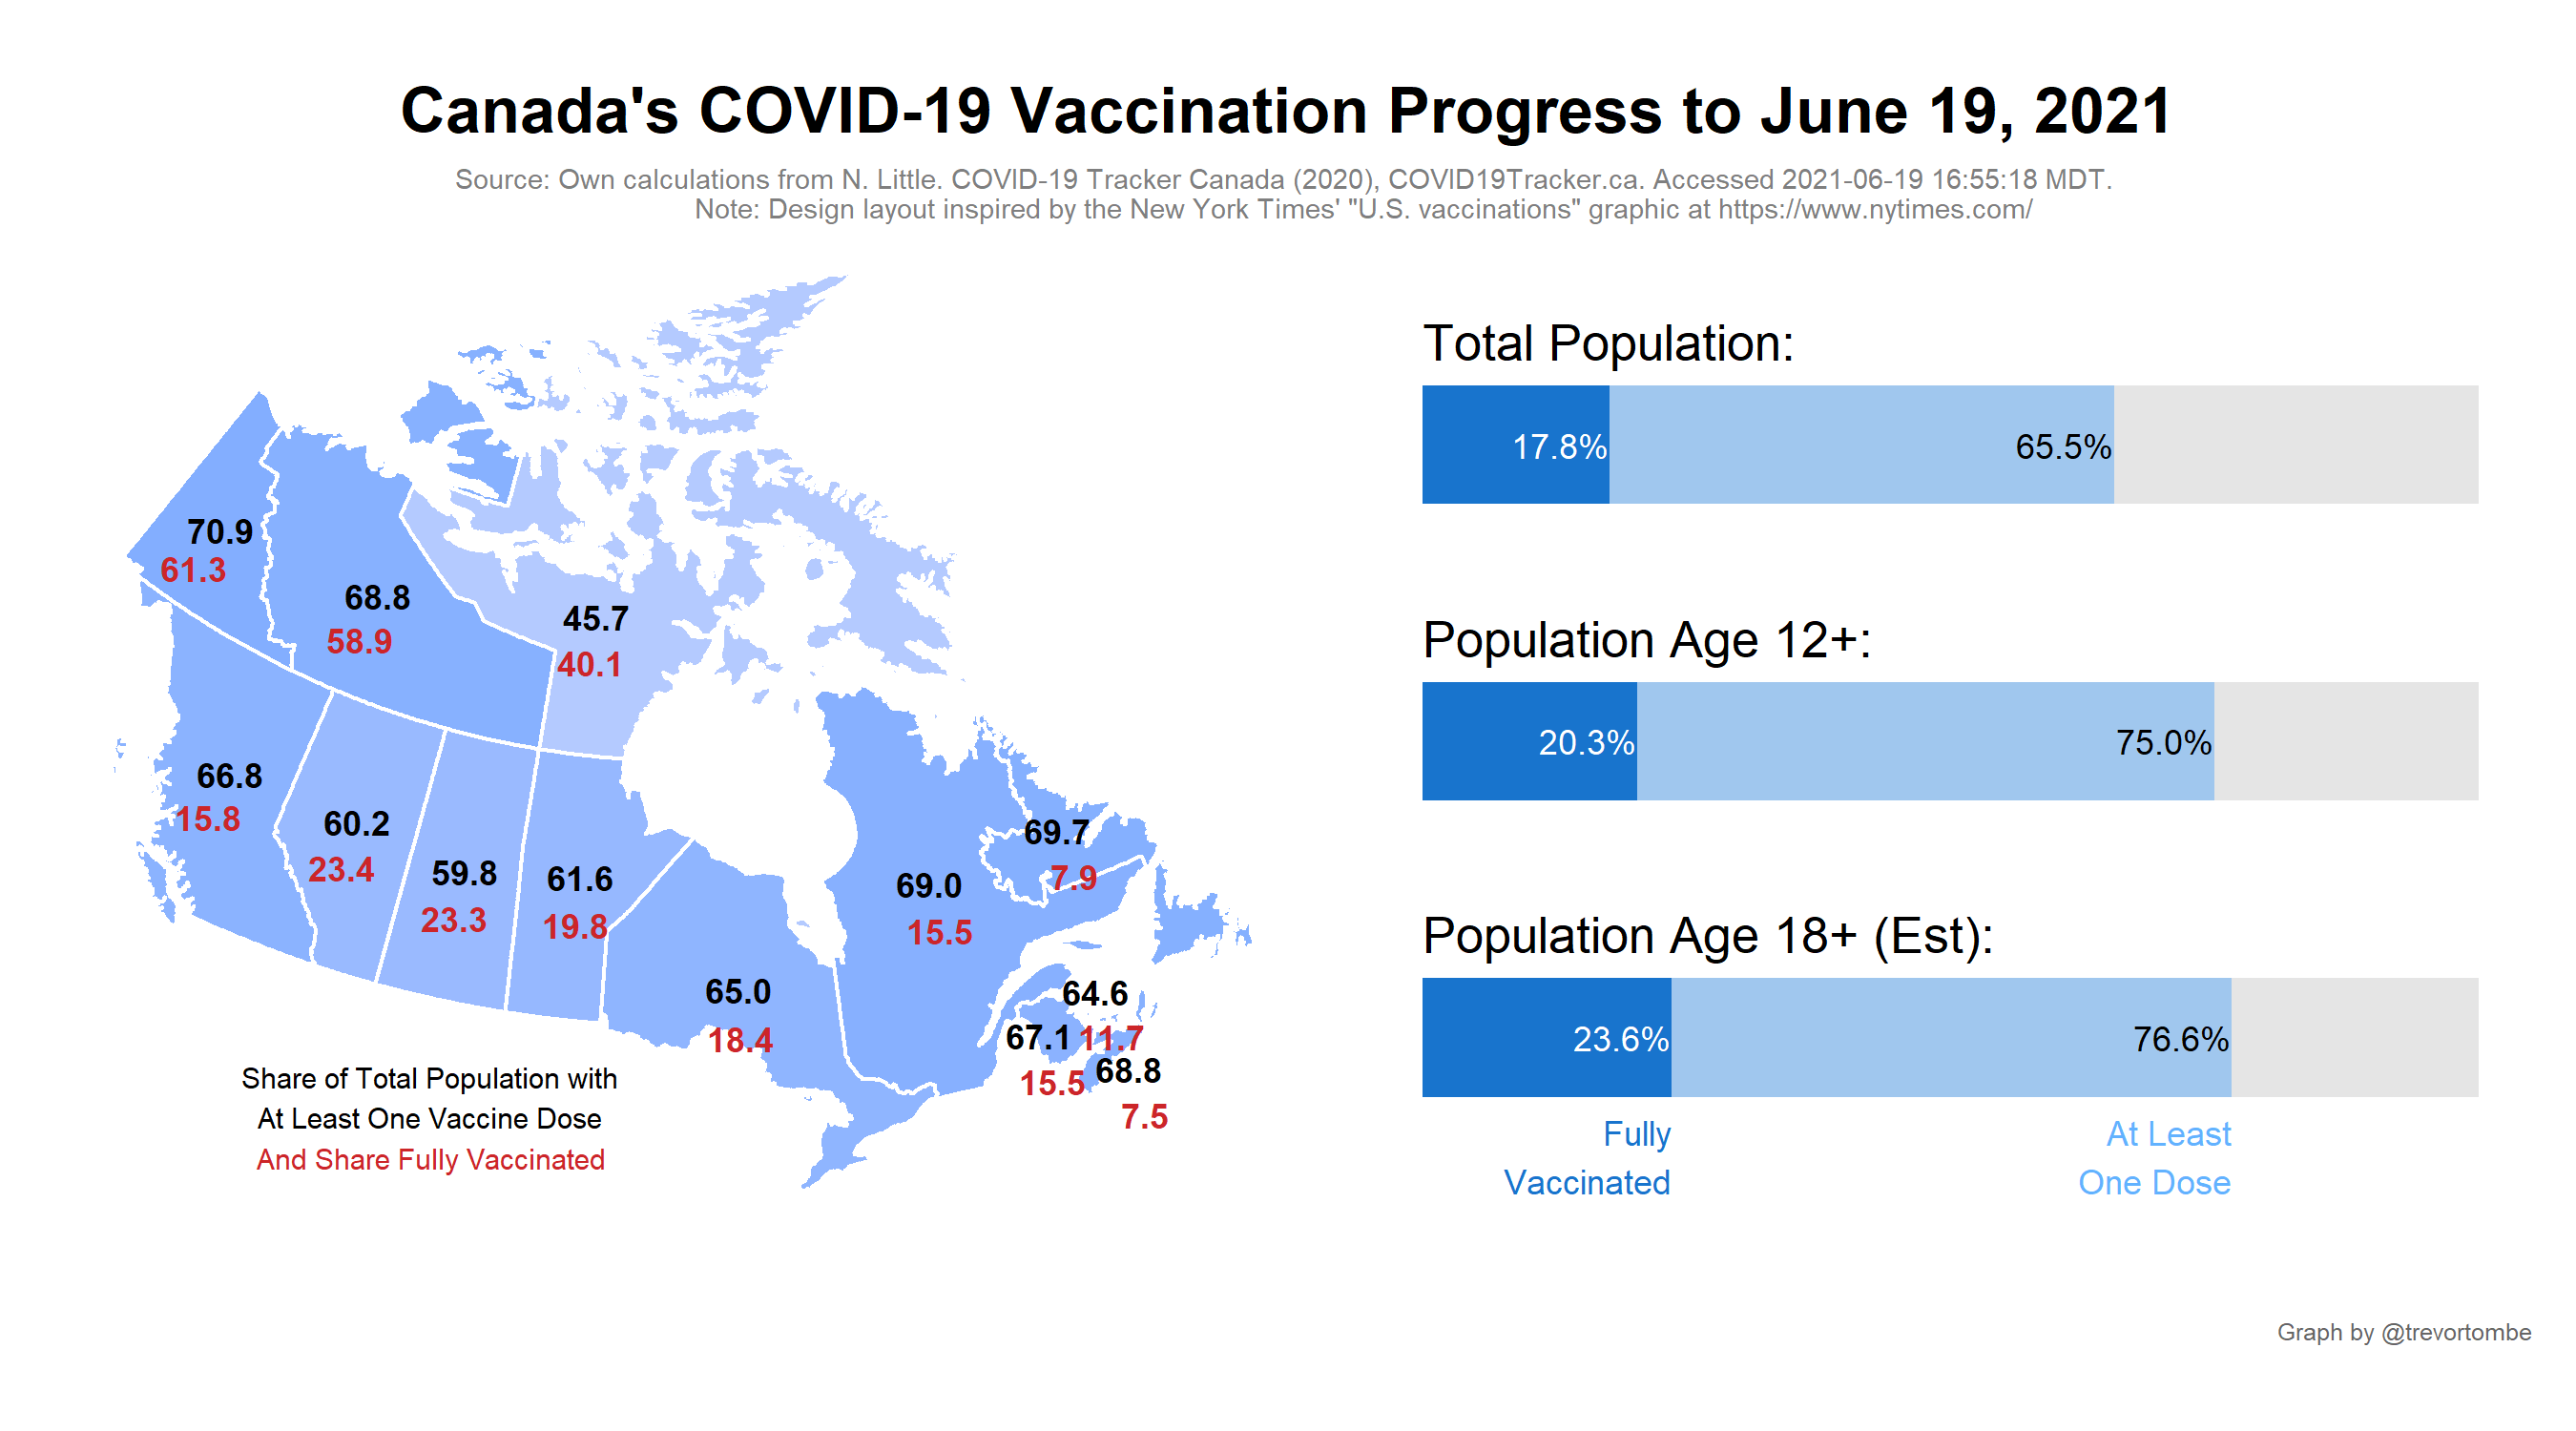 Canada's COVID-19 Vaccination Progress to June 19, 2021
Source: Own calculations from N. Little. COVID-19 Tracker Canada (2020), COVID19Tracker.ca. Accessed 2021-06-19 16:55:18 MDT.
Note: Design layout inspired by the New York Times' "U.S. vaccinations" graphic at https://www.nytimes.com/
70.9
61.3
68.8
58.9
45.7
40.1
66.8
15.8
60.2
23.4
59.8
23.3
61.6
19.8
65.0
18.4
69.0
15.5
69.7
7.9
64.6
11.7
67.1
15.5
68.8
7.5
Share of Total Population with
At Least One Vaccine Dose
And Share Fully Vaccinated
Total Population:
17.8% 65.5%
Population Age 12+:
20.3% 75.0%
Population Age 18+ (Est):
23.6% 76.6%
Fully
Vaccinated
At Least
One Dose
Graph by @trevortombe